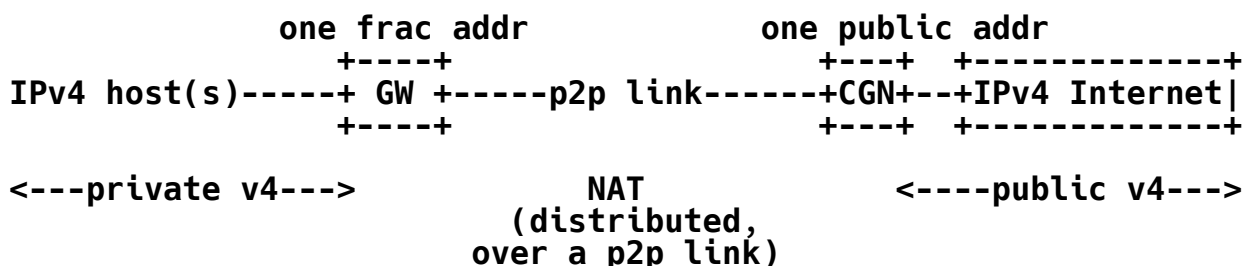 one frac addr          one public addr
              +----+                +---+  +-------------+
IPv4 host(s)-----+ GW +-----p2p link------+CGN+--+IPv4 Internet|
              +----+                +---+  +-------------+
<---private v4--->            NAT            <----public v4--->
                         (distributed,
                       over a p2p link)